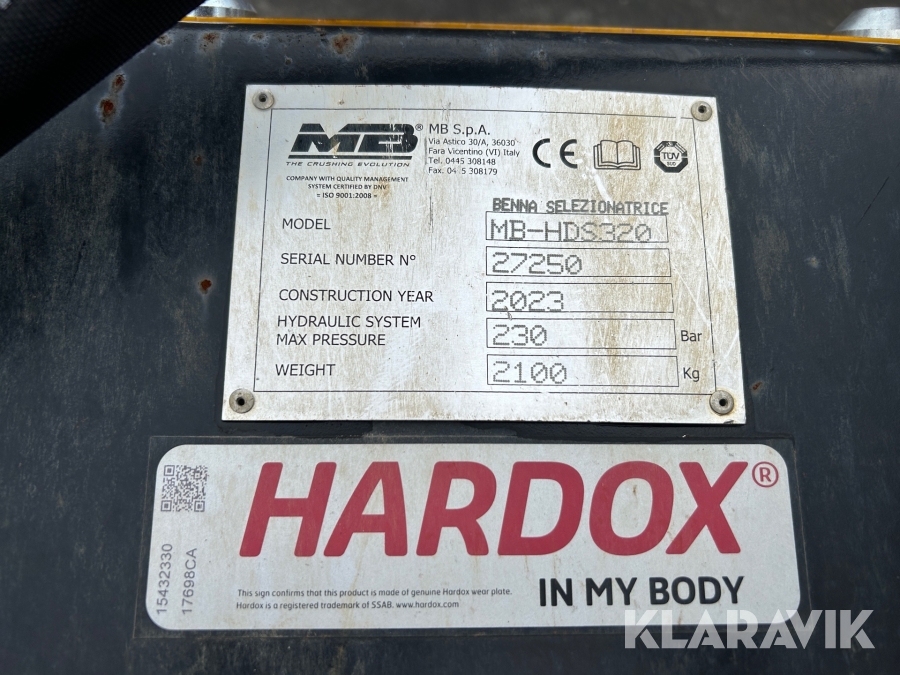 MB®
THE CRUSHING EVOLUTION
COMPANY WITH QUALITY MANAGEMENT
SYSTEM CERTIFIED BY DNV
= ISO 9001:2008 =
MB S.p.A.
Via Astico 30/A, 36030
Fara Vicentino (VI) Italy
Tel. 0445 308148
Fax. 0445 308179
CE
TÜV
SUD
BENNA SELEZIONATRICE
MODEL MB-HDS320
SERIAL NUMBER N° 27250
CONSTRUCTION YEAR 2023
HYDRAULIC SYSTEM
MAX PRESSURE 230 Bar
WEIGHT 2100 Kg
15432330
17698CA
HARDOX®
IN MY BODY
This sign confirms that this product is made of genuine Hardox wear plate.
Hardox is a registered trademark of SSAB. www.hardox.com
KLARAVIK